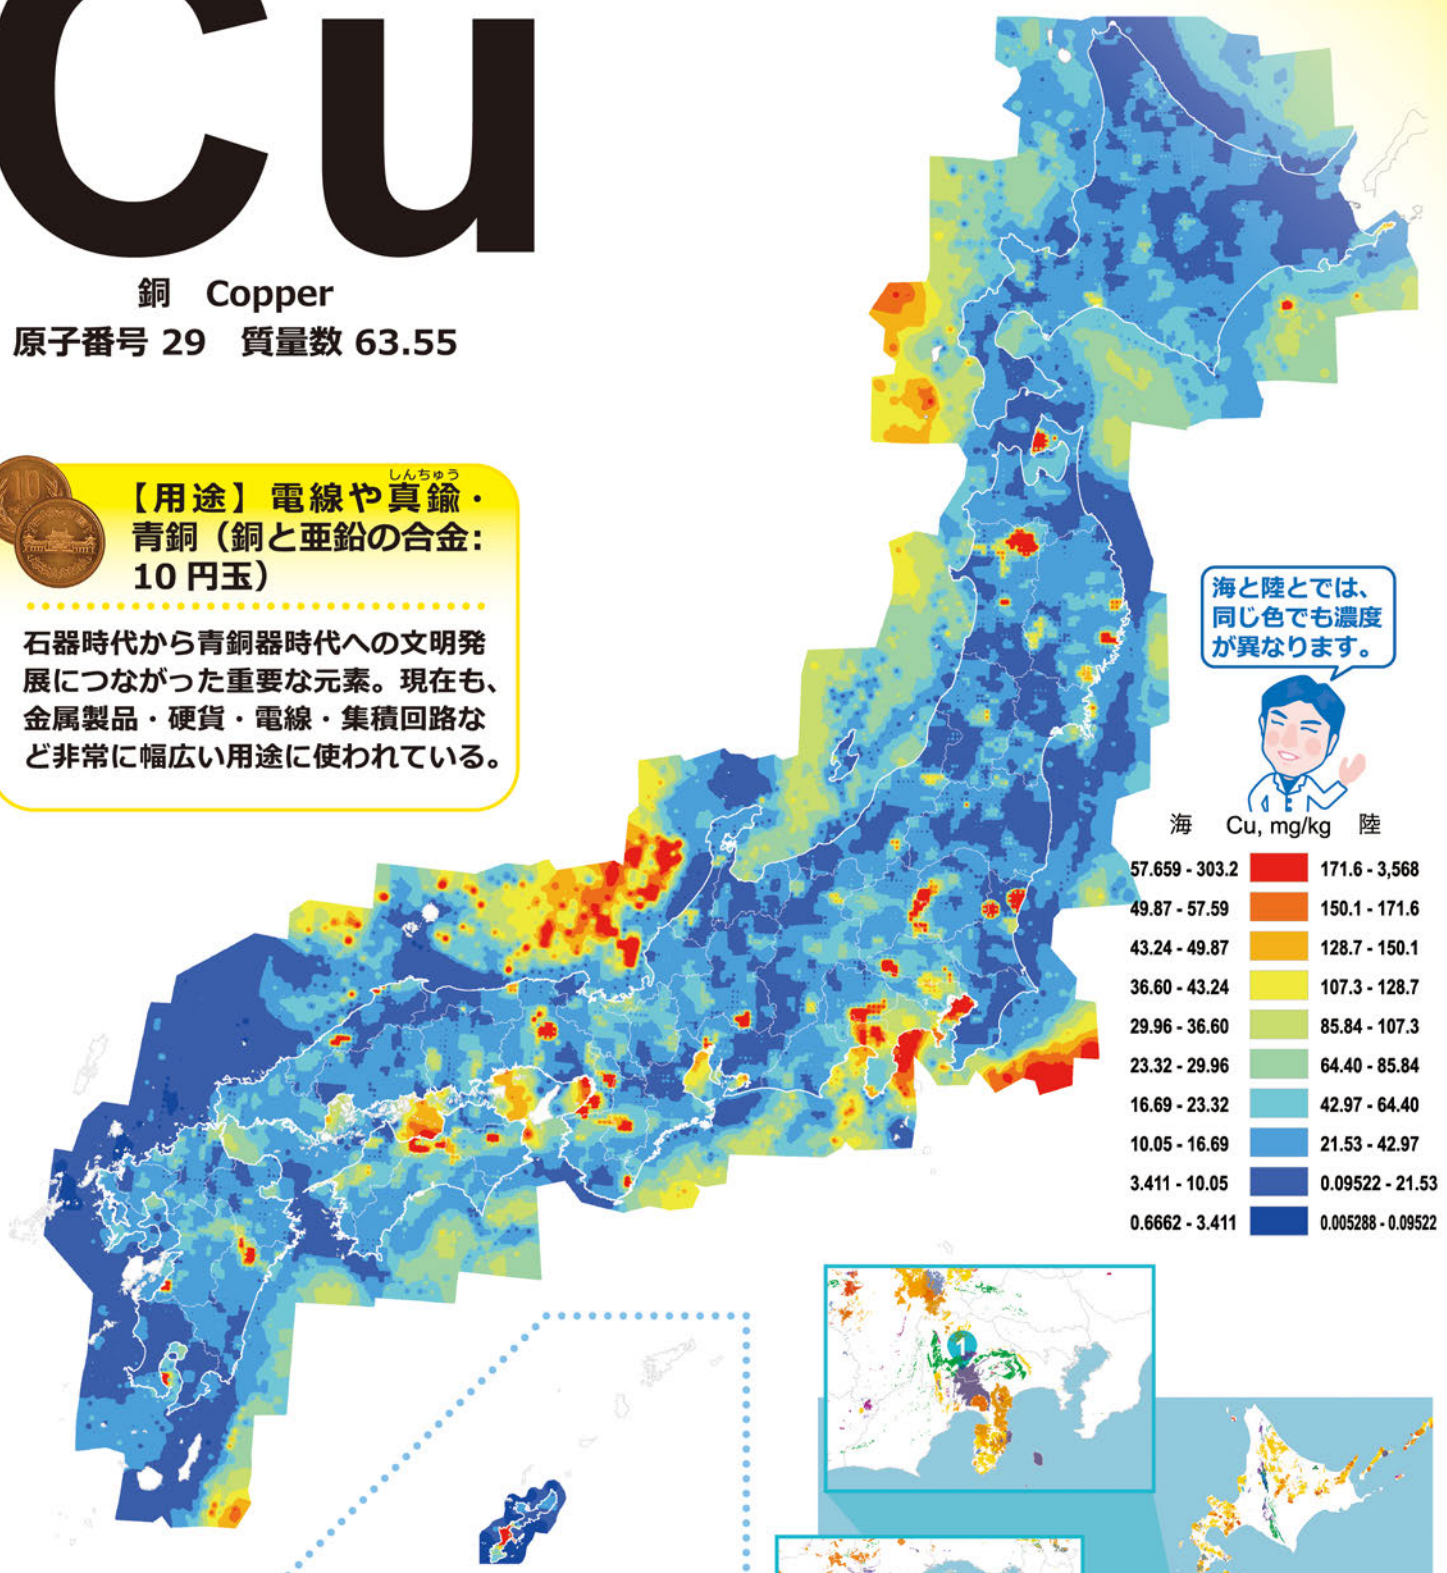 Cu
銅 Copper
原子番号 29 質量数 63.55
しんちゅう
【用途】電線や真鍮・
青銅（銅と亜鉛の合金:
10 円玉）
石器時代から青銅器時代への文明発
展につながった重要な元素。現在も、
金属製品・硬貨・電線・集積回路な
ど非常に幅広い用途に使われている。
海と陸とでは、
同じ色でも濃度
が異なります。
海 Cu, mg/kg 陸
57.659 - 303.2 171.6 - 3,568
49.87 - 57.59 150.1 - 171.6
43.24 - 49.87 128.7 - 150.1
36.60 - 43.24 107.3 - 128.7
29.96 - 36.60 85.84 - 107.3
23.32 - 29.96 64.40 - 85.84
16.69 - 23.32 42.97 - 64.40
10.05 - 16.69 21.53 - 42.97
3.411 - 10.05 0.09522 - 21.53
0.6662 - 3.411 0.005288 - 0.09522
1